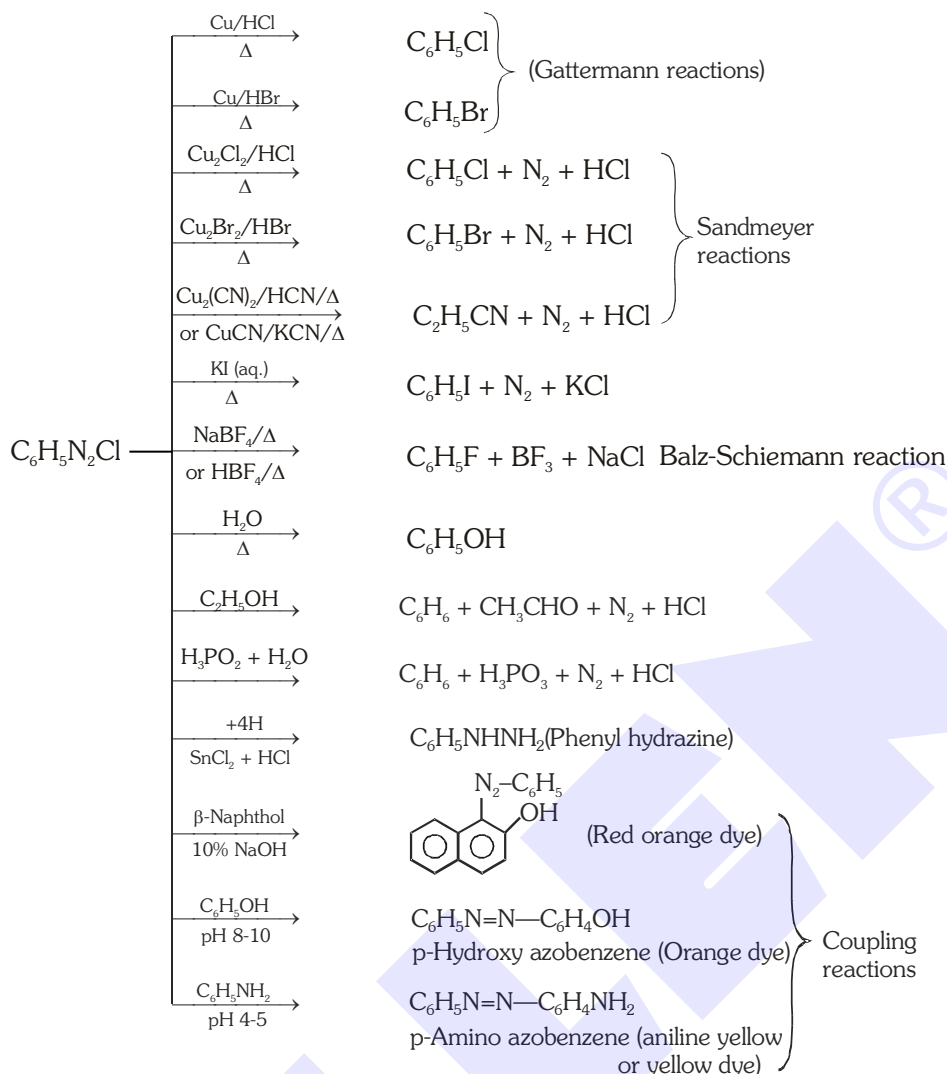 Cu/HCl
Δ
C₆H₅Cl
(Gattermann reactions)
Cu/HBr
Δ
C₆H₅Br
Cu₂Cl₂/HCl
Δ
C₆H₅Cl + N₂ + HCl
Cu₂Br₂/HBr
Δ
C₆H₅Br + N₂ + HCl
Sandmeyer
reactions
Cu₂(CN)₂/HCN/Δ
or CuCN/KCN/Δ
C₂H₅CN + N₂ + HCl
KI (aq.)
Δ
C₆H₅I + N₂ + KCl
C₆H₅N₂Cl
NaBF₄/Δ
or HBF₄/Δ
C₆H₅F + BF₃ + NaCl Balz-Schiemann reaction
H₂O
Δ
C₆H₅OH
C₂H₅OH
C₆H₆ + CH₃CHO + N₂ + HCl
H₃PO₂ + H₂O
C₆H₆ + H₃PO₃ + N₂ + HCl
+4H
SnCl₂ + HCl
C₆H₅NHNH₂(Phenyl hydrazine)
β-Naphthol
10% NaOH
N₂–C₆H₅
OH
(Red orange dye)
C₆H₅OH
pH 8-10
C₆H₅N=N—C₆H₄OH
p-Hydroxy azobenzene (Orange dye)
Coupling
reactions
C₆H₅NH₂
pH 4-5
C₆H₅N=N—C₆H₄NH₂
p-Amino azobenzene (aniline yellow
or yellow dye)
LLEN
®